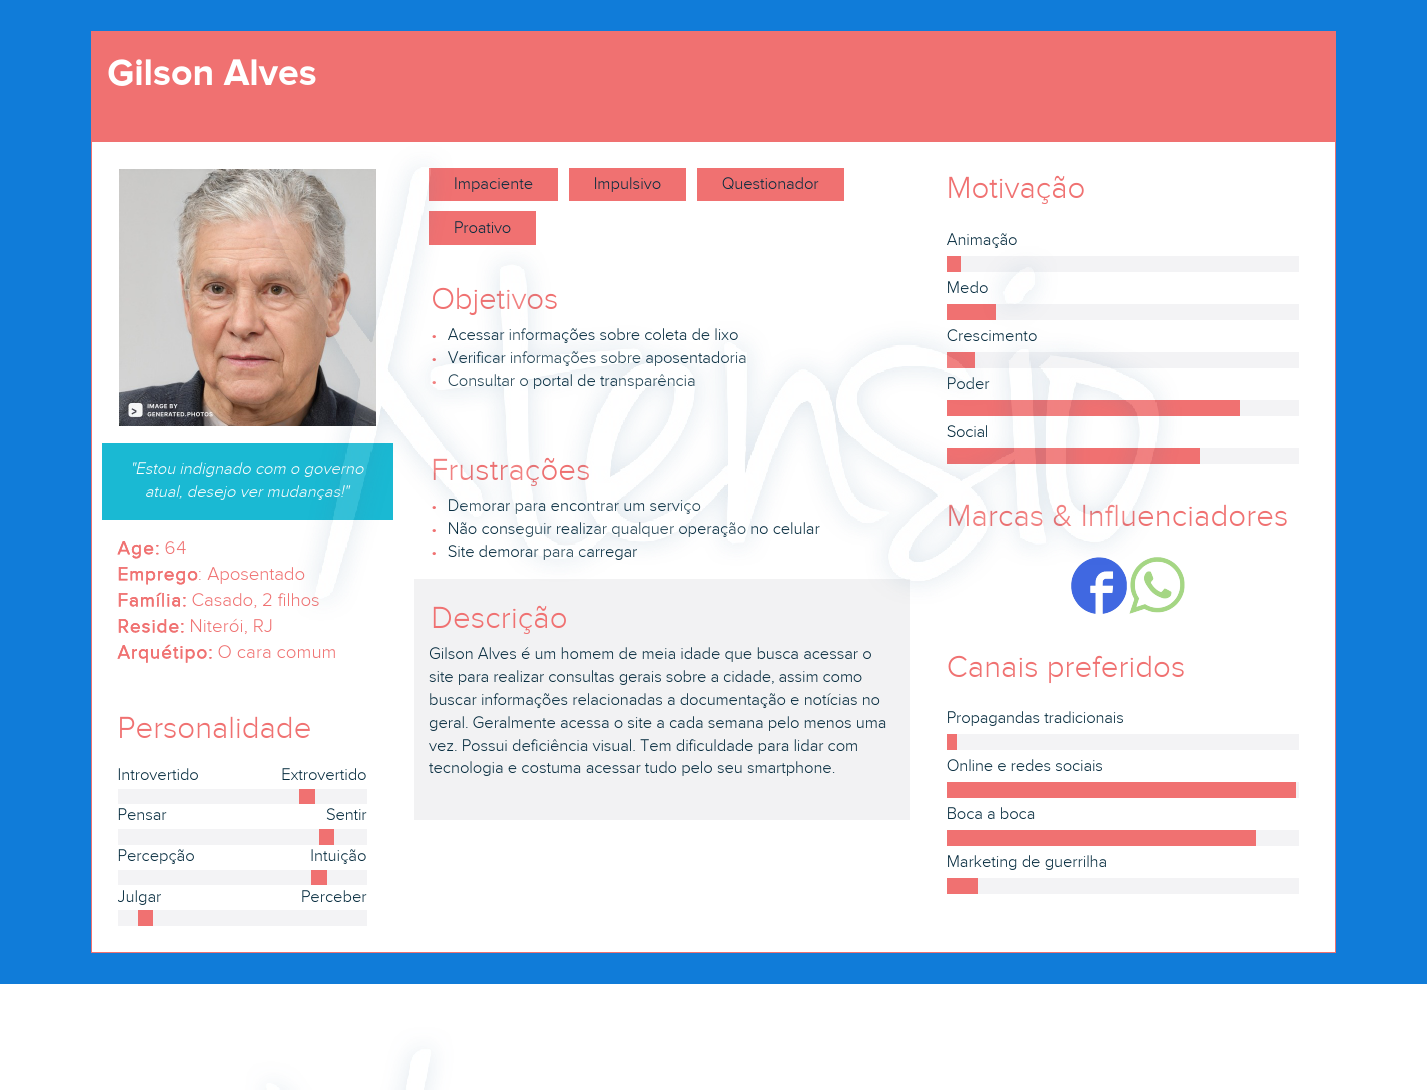 Gilson Alves
IMAGE BY
GENERATED.PHOTOS
"Estou indignado com o governo
atual, desejo ver mudanças!"
Age: 64
Emprego: Aposentado
Família: Casado, 2 filhos
Reside: Niterói, RJ
Arquétipo: O cara comum
Personalidade
Introvertido Extrovertido
Pensar Sentir
Percepção Intuição
Julgar Perceber
Impaciente Impulsivo Questionador
Proativo
Objetivos
• Acessar informações sobre coleta de lixo
• Verificar informações sobre aposentadoria
• Consultar o portal de transparência
Frustrações
• Demorar para encontrar um serviço
• Não conseguir realizar qualquer operação no celular
• Site demorar para carregar
Descrição
Gilson Alves é um homem de meia idade que busca acessar o
site para realizar consultas gerais sobre a cidade, assim como
buscar informações relacionadas a documentação e notícias no
geral. Geralmente acessa o site a cada semana pelo menos uma
vez. Possui deficiência visual. Tem dificuldade para lidar com
tecnologia e costuma acessar tudo pelo seu smartphone.
Motivação
Animação
Medo
Crescimento
Poder
Social
Marcas & Influenciadores
Canais preferidos
Propagandas tradicionais
Online e redes sociais
Boca a boca
Marketing de guerrilha
Xtensio